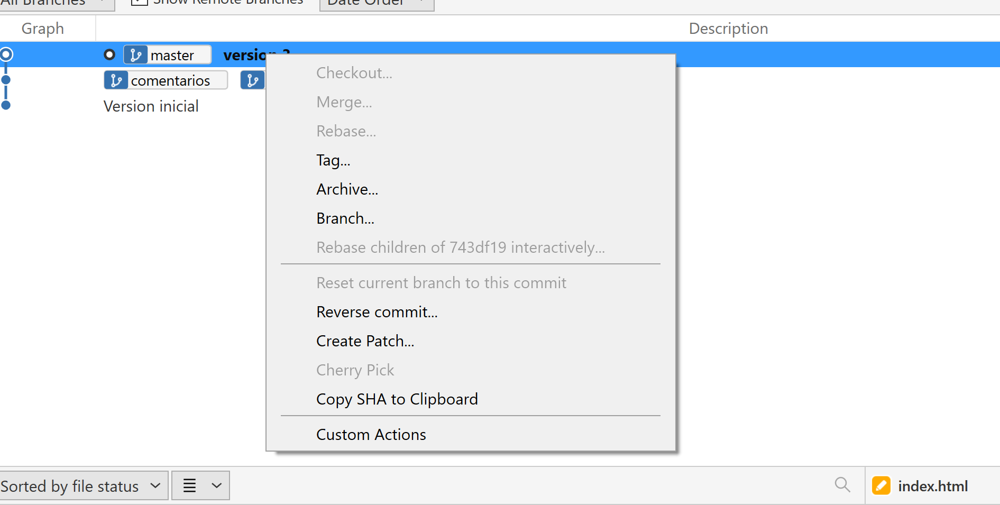 All Branches Show Remote Branches Date Order
Graph Description
master
comentarios
Version inicial
Checkout...
Merge...
Rebase...
Tag...
Archive...
Branch...
Rebase children of 743df19 interactively...
Reset current branch to this commit
Reverse commit...
Create Patch...
Cherry Pick
Copy SHA to Clipboard
Custom Actions
Sorted by file status index.html